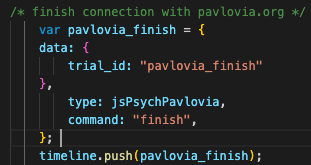 /* finish connection with pavlovia.org */
var pavlovia_finish = {
data: {
trial_id: "pavlovia_finish"
},
type: jsPsychPavlovia,
command: "finish",
};
timeline.push(pavlovia_finish);